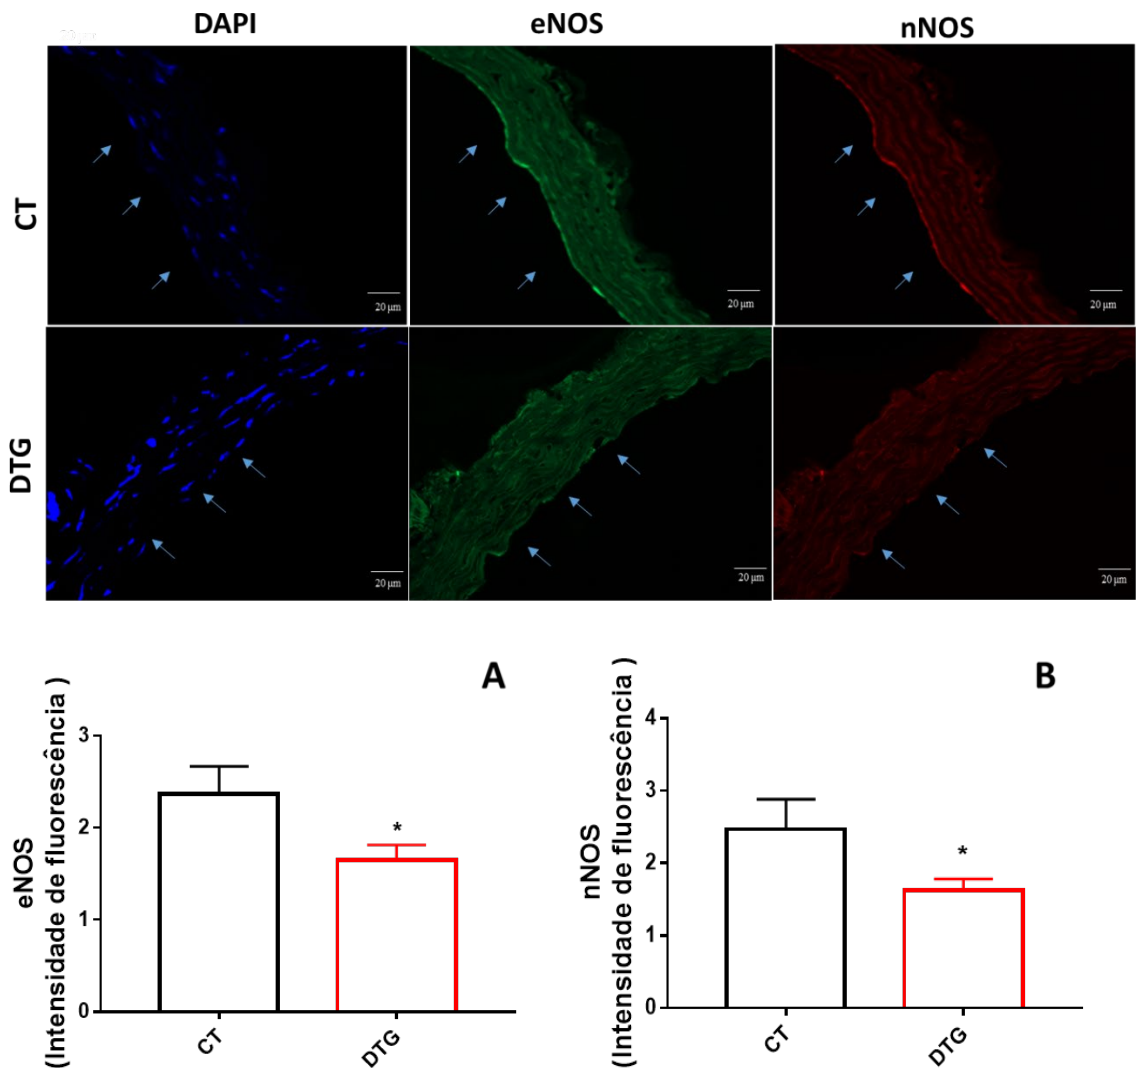 DAPI
eNOS
nNOS
CT
20 µm
20 µm
20 µm
DTG
20 µm
20 µm
20 µm
A
eNOS
(Intensidade de fluorescência )
3
2
1
0
*
CT
DTG
B
nNOS
(Intensidade de fluorescência )
4
3
2
1
0
*
CT
DTG